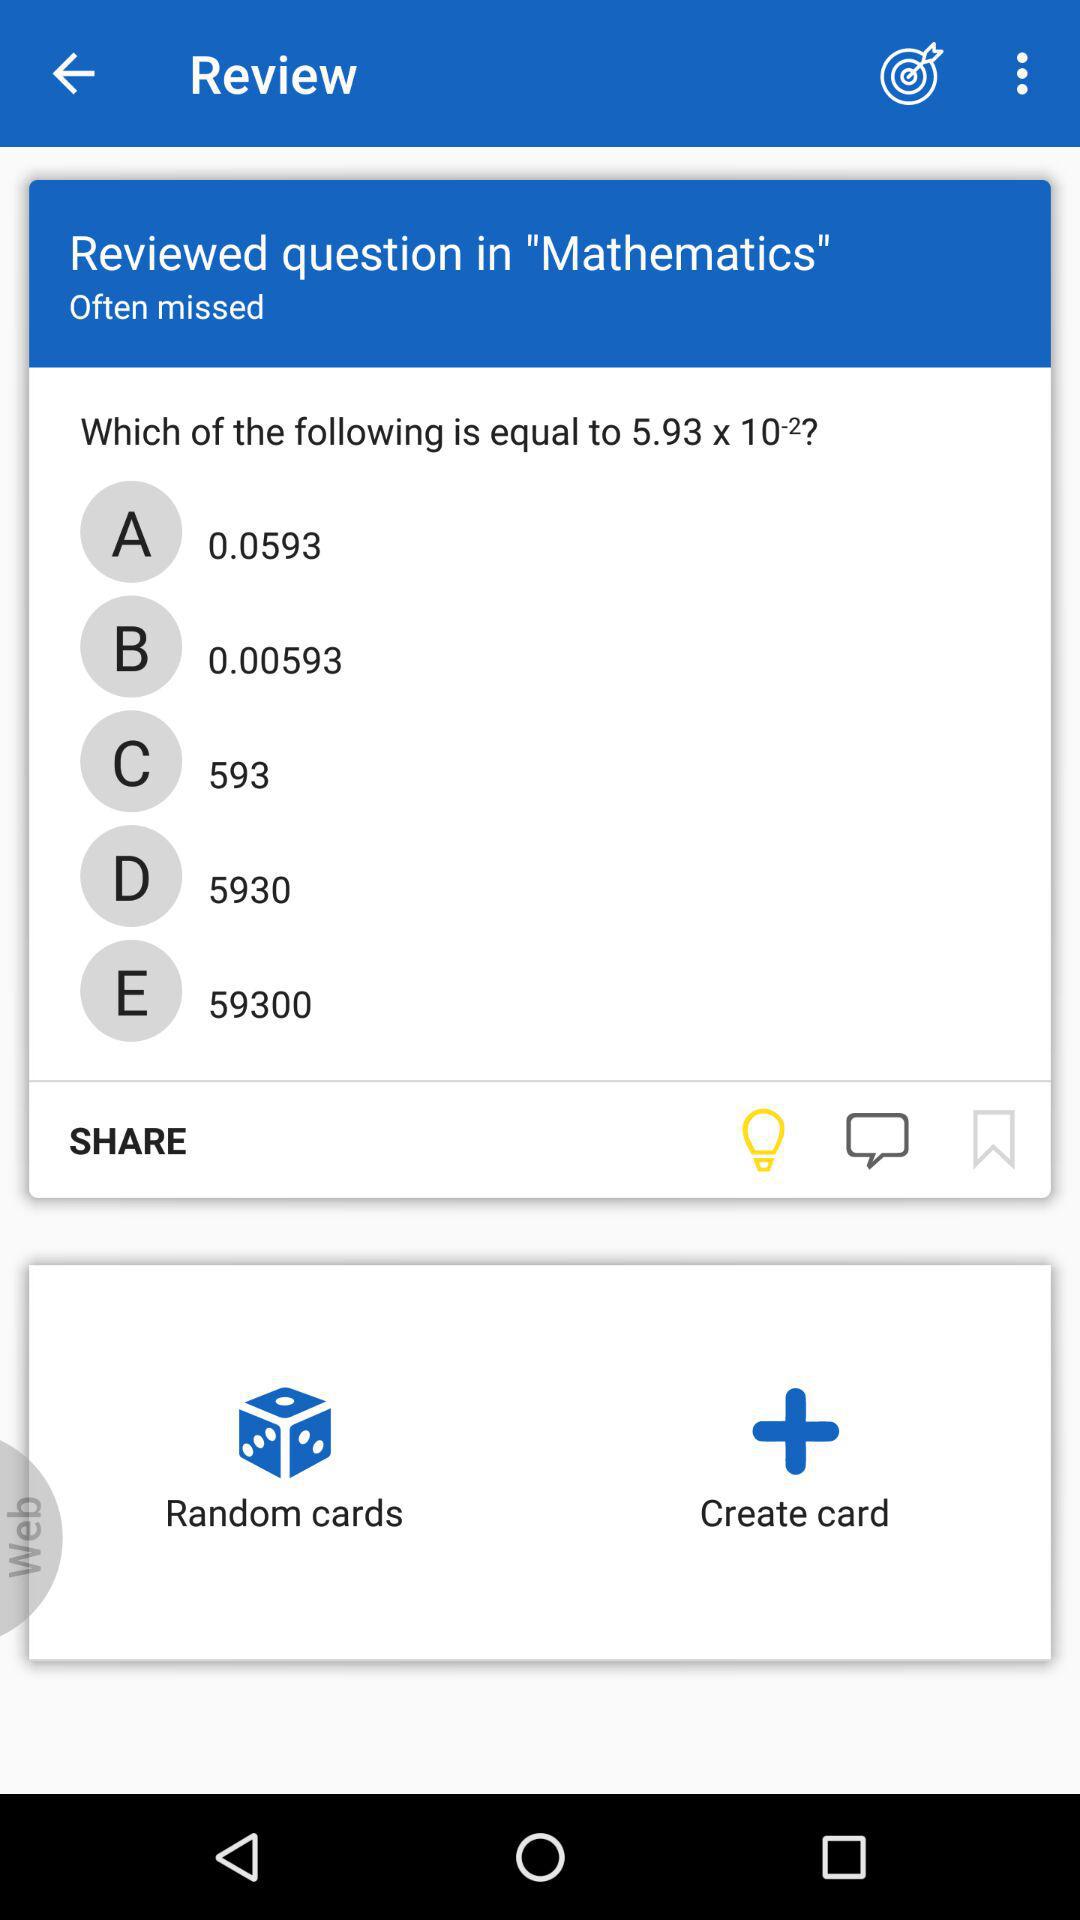 Review
Reviewed question in "Mathematics"
Often missed
Which of the following is equal to 5.93 x 10⁻²?
A 0.0593
B 0.00593
C 593
D 5930
E 59300
SHARE
Random cards Create card
Web